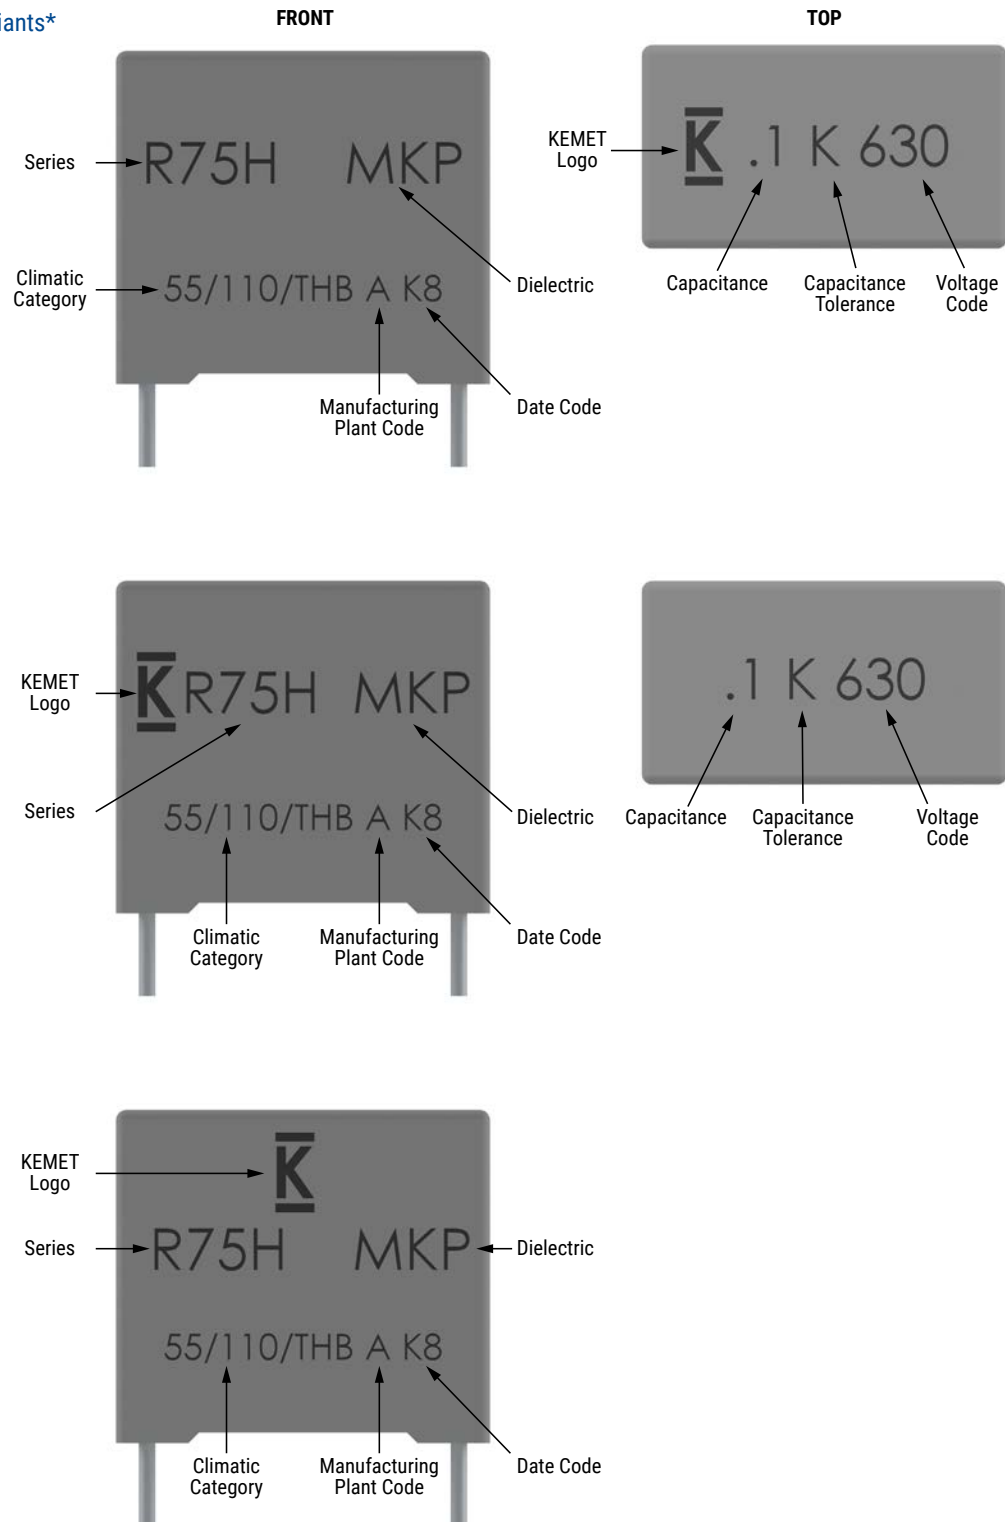 iants*
FRONT
TOP
R75H MKP
55/110/THB A K8
Series
Climatic
Category
Dielectric
Manufacturing
Plant Code
Date Code
K .1 K 630
KEMET
Logo
Capacitance
Capacitance
Tolerance
Voltage
Code
K R75H MKP
55/110/THB A K8
KEMET
Logo
Series
Dielectric
Climatic
Category
Manufacturing
Plant Code
Date Code
.1 K 630
Capacitance
Capacitance
Tolerance
Voltage
Code
K
R75H MKP
55/110/THB A K8
KEMET
Logo
Series
Dielectric
Climatic
Category
Manufacturing
Plant Code
Date Code